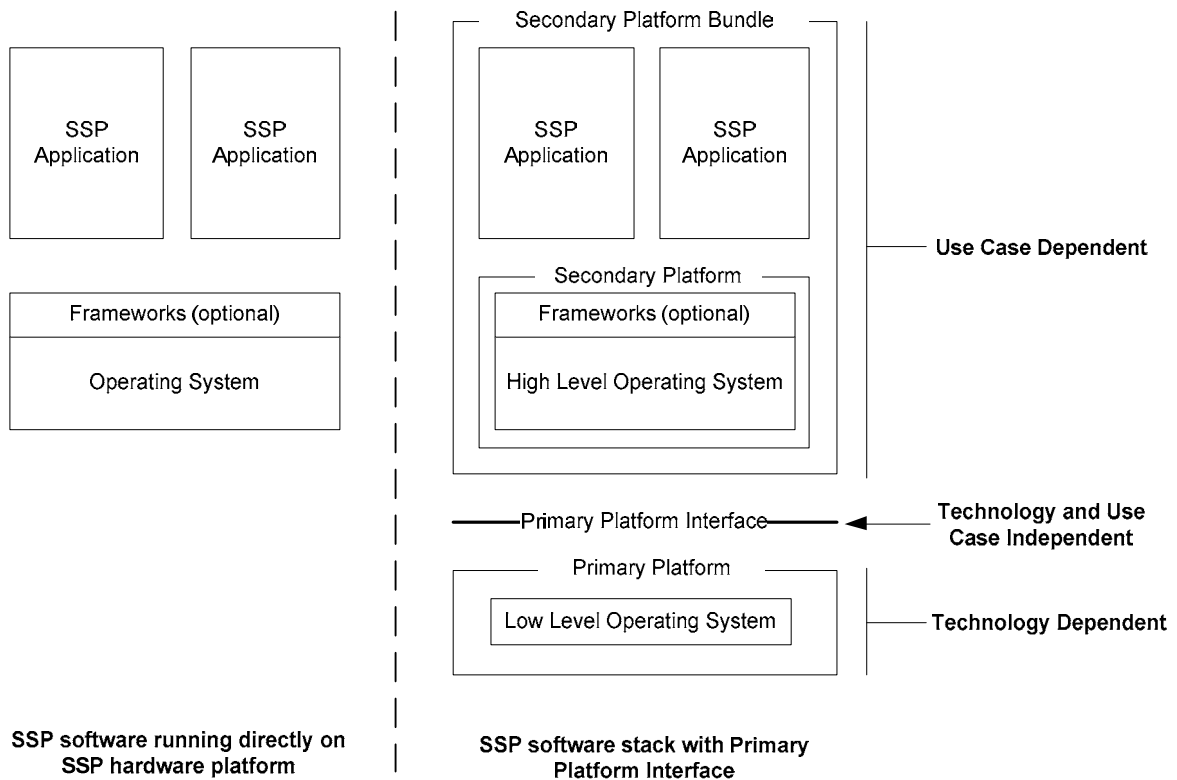 SSP
Application
SSP
Application
Frameworks (optional)
Operating System
SSP software running directly on
SSP hardware platform
Secondary Platform Bundle
SSP
Application
SSP
Application
Secondary Platform
Frameworks (optional)
High Level Operating System
Primary Platform Interface
Primary Platform
Low Level Operating System
SSP software stack with Primary
Platform Interface
Use Case Dependent
Technology and Use
Case Independent
Technology Dependent